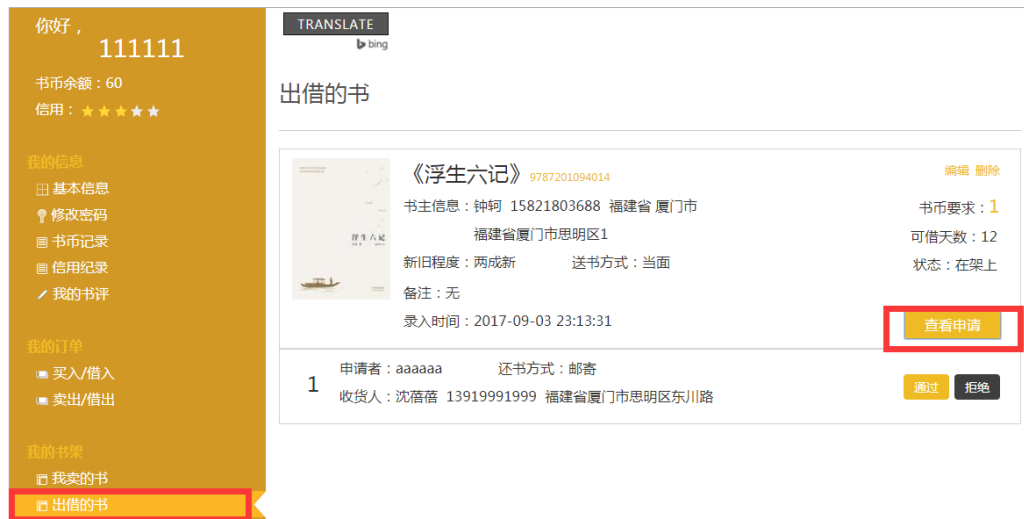 你好，
111111
书币余额：60
信用：
我的信息
基本信息
修改密码
书币记录
信用纪录
我的书评
我的订单
买入/借入
卖出/借出
我的书架
我卖的书
出借的书
TRANSLATE
bing
出借的书
浮生六记
《浮生六记》 9787201094014
编辑 删除
书主信息：钟轲 15821803688 福建省 厦门市
福建省厦门市思明区1
书币要求：1
可借天数：12
新旧程度：两成新 送书方式：当面
状态：在架上
备注：无
录入时间：2017-09-03 23:13:31
查看申请
1
申请者：aaaaaa 还书方式：邮寄
收货人：沈蓓蓓 13919991999 福建省厦门市思明区东川路
通过 拒绝